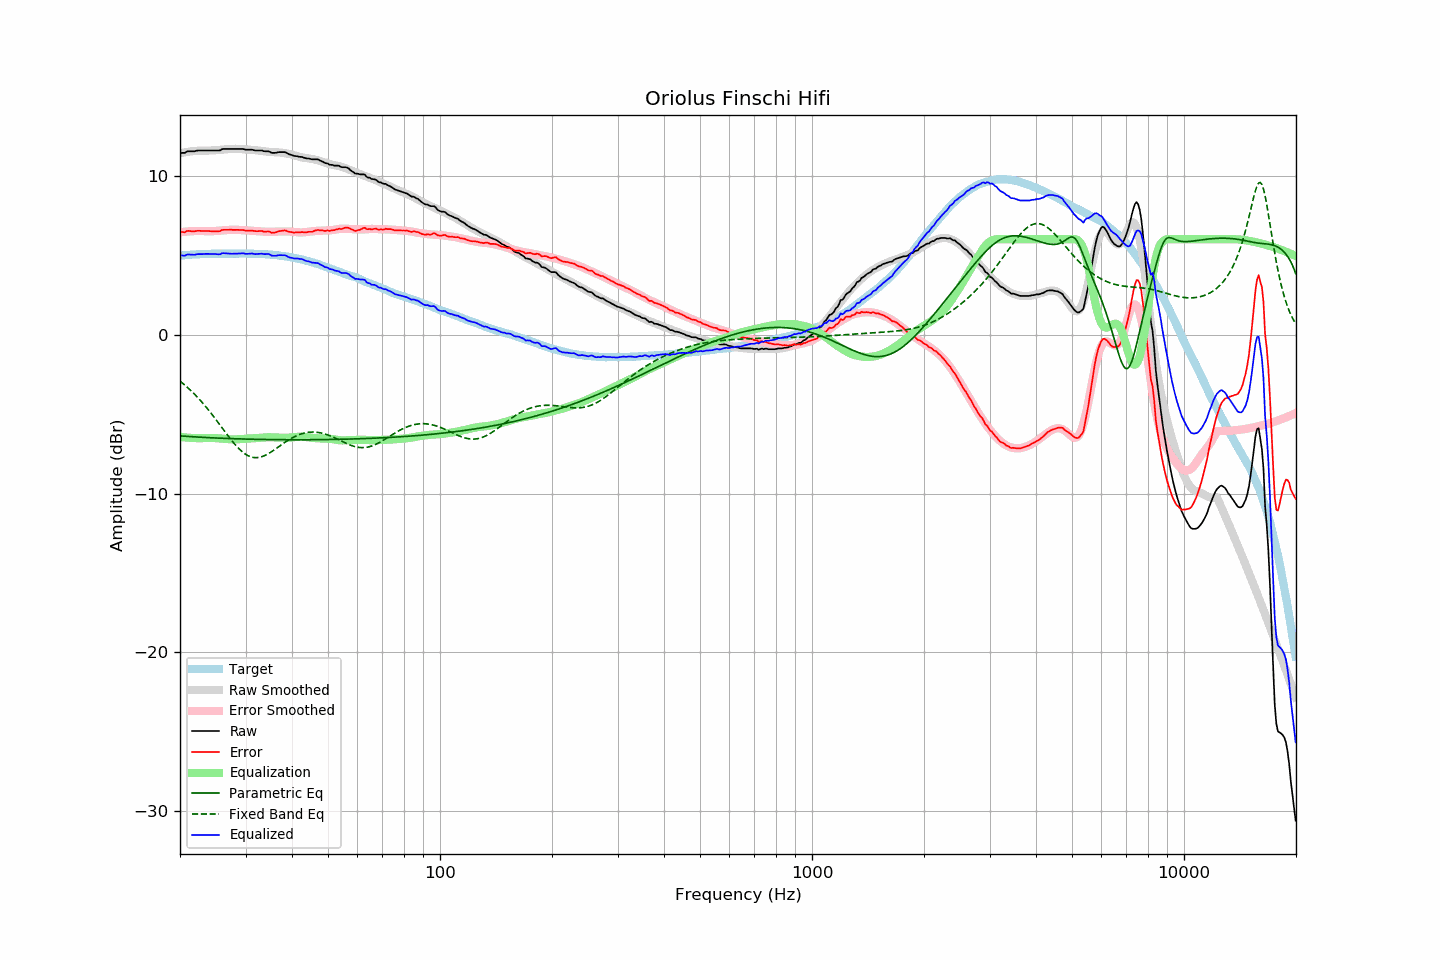 Oriolus Finschi Hifi
Amplitude (dBr)
10
0
−10
−20
−30
Target
Raw Smoothed
Error Smoothed
Raw
Error
Equalization
Parametric Eq
Fixed Band Eq
Equalized
100
1000
10000
Frequency (Hz)